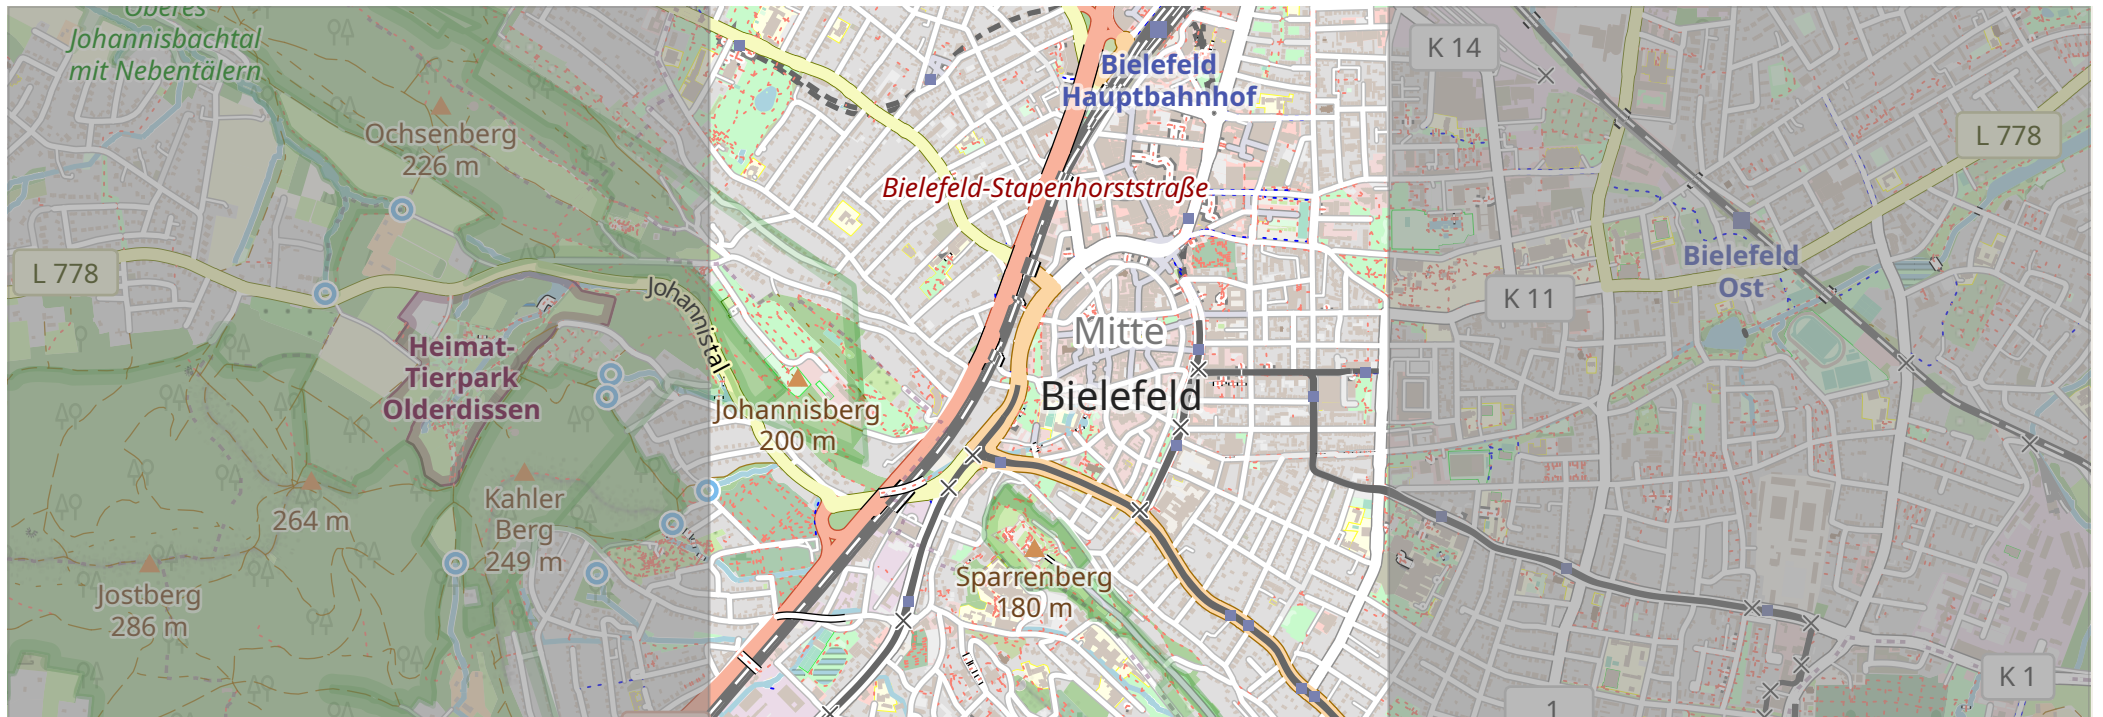 Oberes
Johannisbachtal
mit Nebentälern
Ochsenberg
226 m
L 778
Heimat-
Tierpark
Olderdissen
264 m
Kahler
Berg
249 m
Jostberg
286 m
Johannistal
Bielefeld
Hauptbahnhof
Bielefeld-Stapenhorststraße
Mitte
Bielefeld
Johannisberg
200 m
Sparrenberg
180 m
K 14
L 778
Bielefeld
Ost
K 11
K 1
1